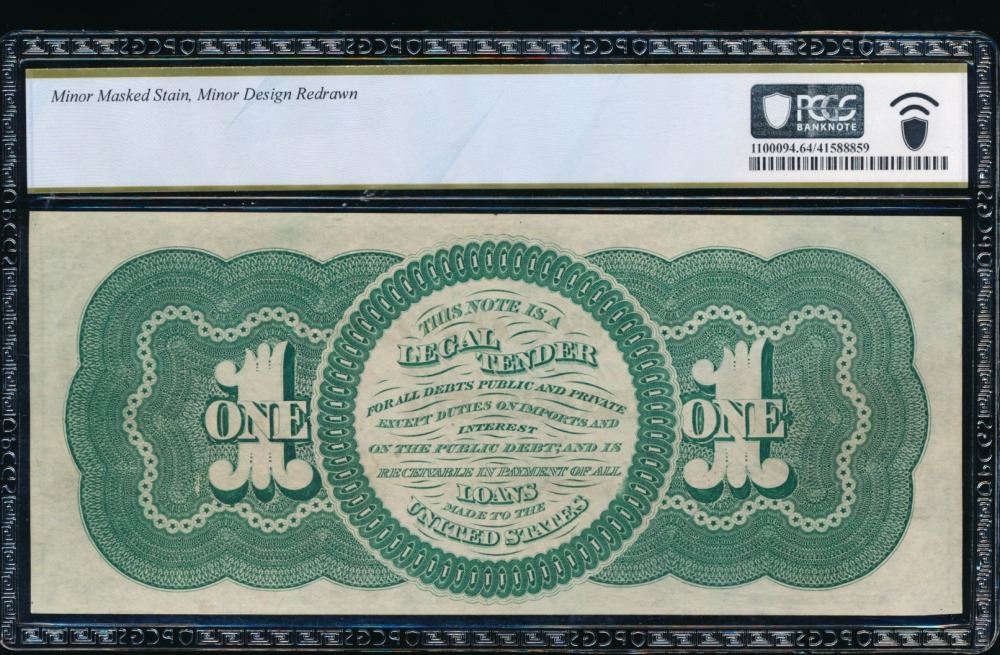 Minor Masked Stain, Minor Design Redrawn
PCGS
BANKNOTE
1100094.64/41588859
THIS NOTE IS A
LEGAL TENDER
FOR ALL DEBTS PUBLIC AND PRIVATE
EXCEPT DUTIES ON IMPORTS AND
INTEREST
ON THE PUBLIC DEBT; AND IS
RECEIVABLE IN PAYMENT OF ALL
LOANS
MADE TO THE
UNITED STATES
1
ONE
1
ONE